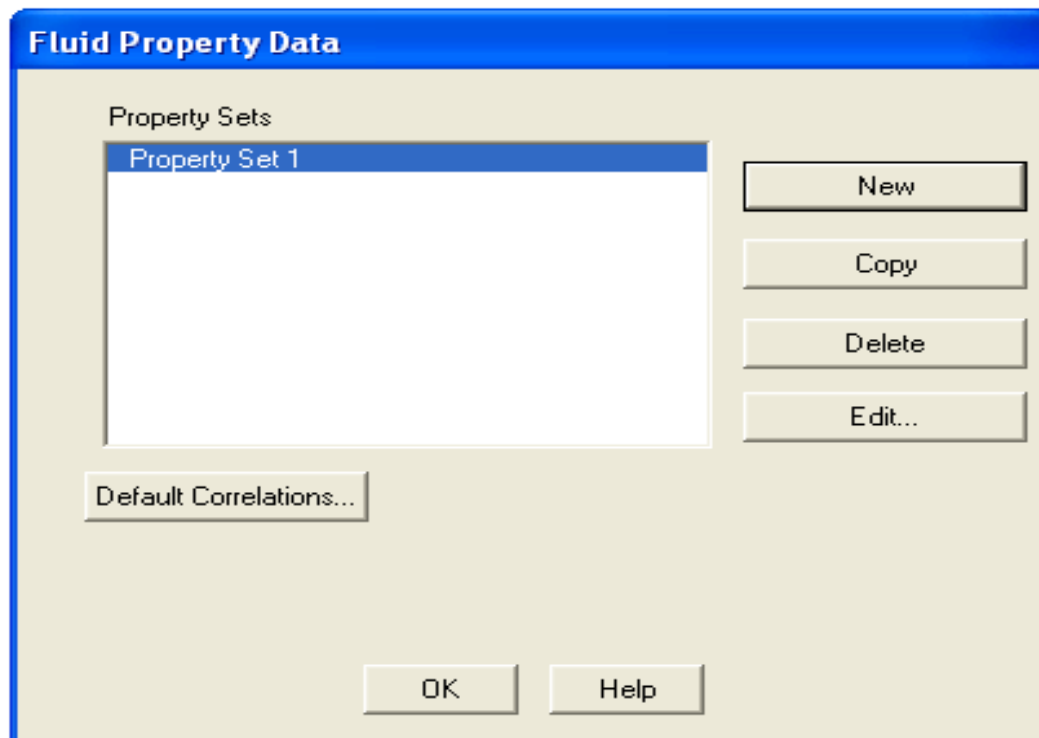 Fluid Property Data
Property Sets
Property Set 1
New
Copy
Delete
Edit...
Default Correlations...
OK
Help